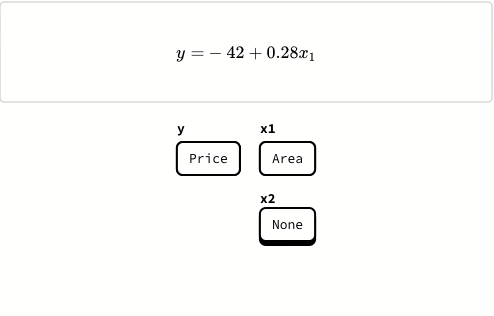 y = − 42 + 0.28x₁
y x1
Price Area
x2
None